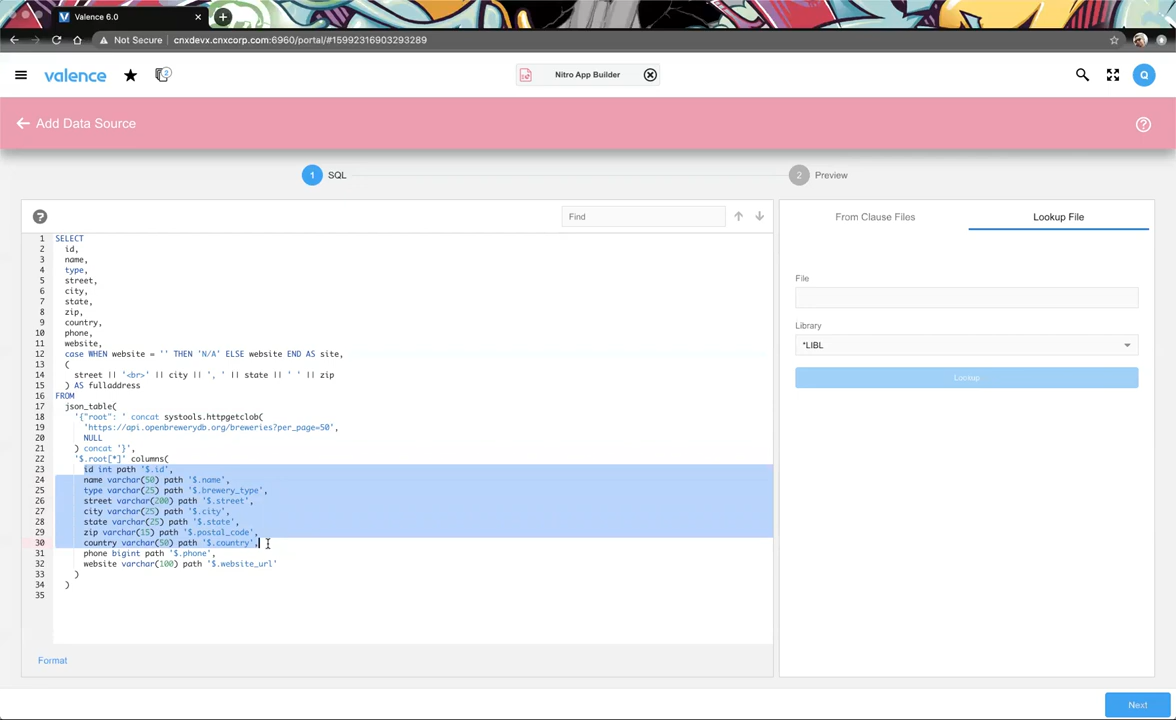 Valence 6.0
Not Secure cnxdevx.cnxcorp.com:6960/portal/#15992316903293289
valence
2
Nitro App Builder
Q
Add Data Source
?
1 SQL
2 Preview
?
Find
From Clause Files
Lookup File
1 SELECT
2 id,
3 name,
4 type,
5 street,
6 city,
7 state,
8 zip,
9 country,
10 phone,
11 website,
12 case WHEN website = '' THEN 'N/A' ELSE website END AS site,
13 (
14 street || '<br>' || city || ', ' || state || ' ' || zip
15 ) AS fulladdress
16 FROM
17 json_table(
18 '{"root": ' concat systools.httpgetclob(
19 'https://api.openbrewerydb.org/breweries?per_page=50',
20 NULL
21 ) concat '}',
22 '$.root[*]' columns(
23 id int path '$.id',
24 name varchar(50) path '$.name',
25 type varchar(25) path '$.brewery_type',
26 street varchar(200) path '$.street',
27 city varchar(25) path '$.city',
28 state varchar(25) path '$.state',
29 zip varchar(15) path '$.postal_code',
30 country varchar(50) path '$.country',
31 phone bigint path '$.phone',
32 website varchar(100) path '$.website_url'
33 )
34 )
35
File
Library
*LIBL
Lookup
Format
Next